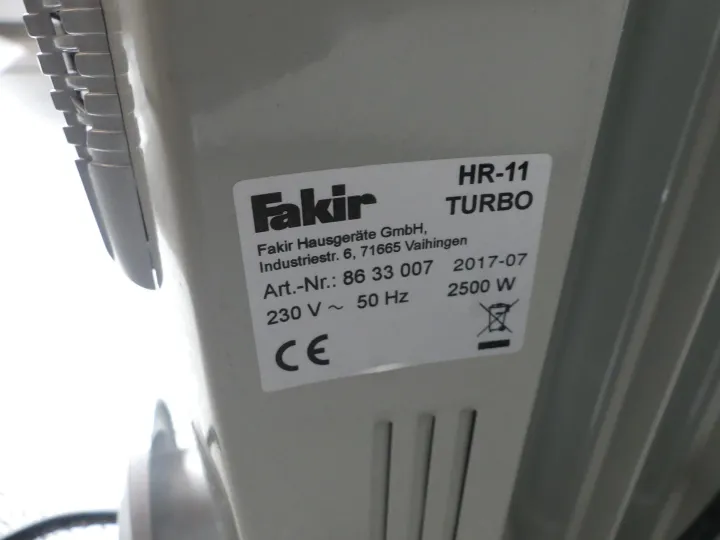 Fakir
HR-11
TURBO
Fakir Hausgeräte GmbH,
Industriestr. 6, 71665 Vaihingen
Art.-Nr.: 86 33 007 2017-07
230 V ~ 50 Hz 2500 W
CE